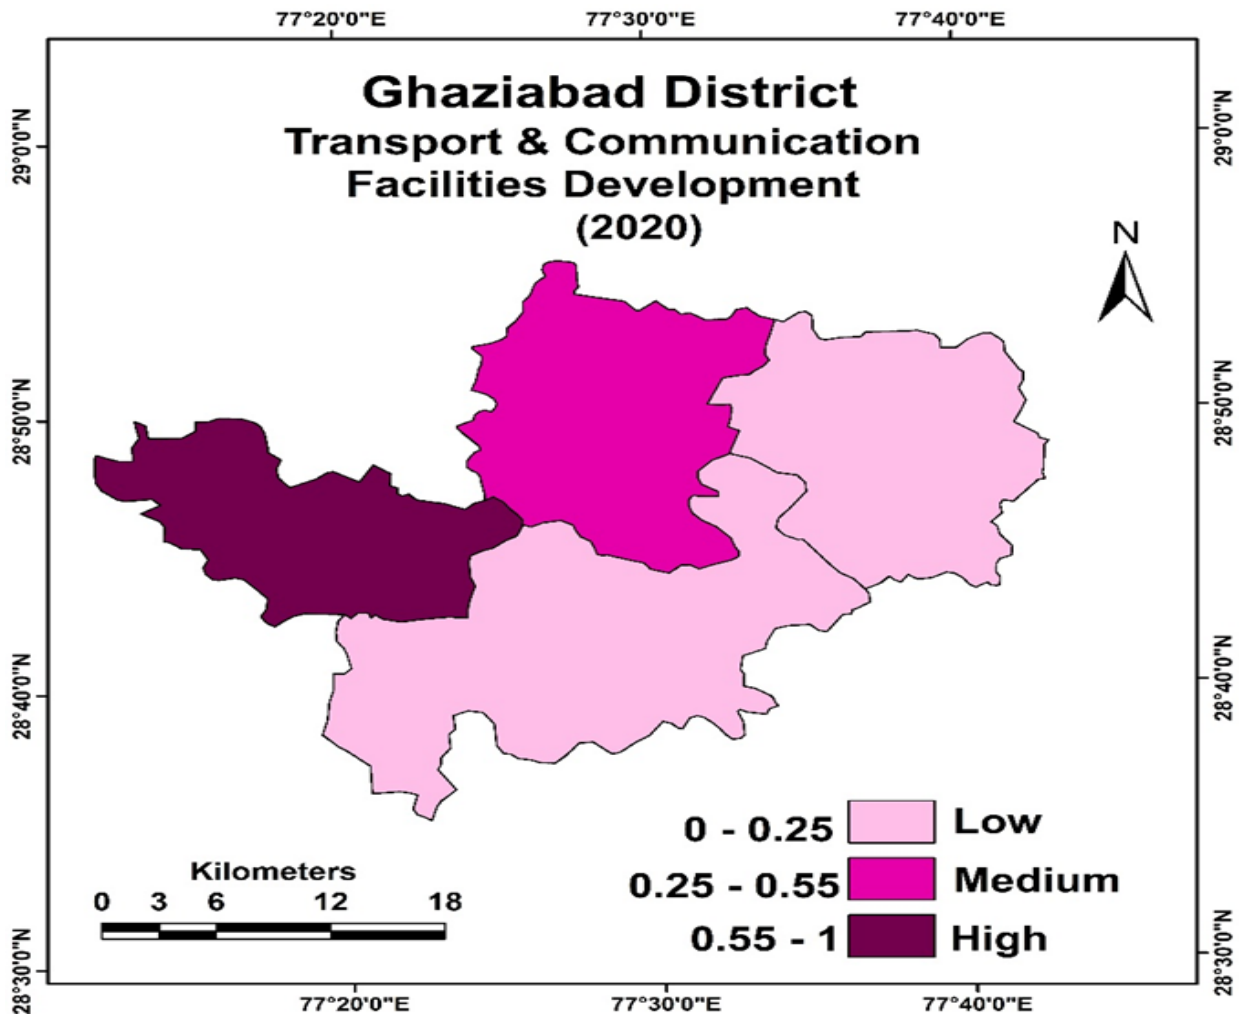 77°20'0"E 77°30'0"E 77°40'0"E
Ghaziabad District
Transport & Communication
Facilities Development
(2020)
N
29°0'0"N
29°0'0"N
28°50'0"N
28°50'0"N
28°40'0"N
28°40'0"N
28°30'0"N
28°30'0"N
0 - 0.25 Low
0.25 - 0.55 Medium
0.55 - 1 High
Kilometers
0 3 6 12 18
77°20'0"E 77°30'0"E 77°40'0"E